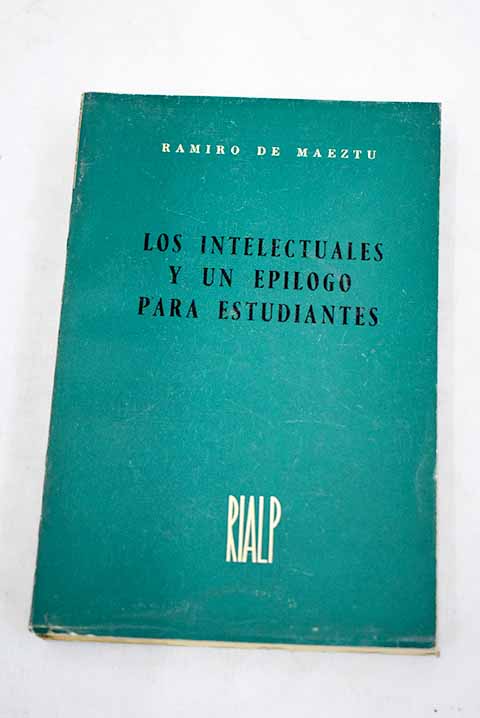 RAMIRO DE MAEZTU
LOS INTELECTUALES
Y UN EPILOGO
PARA ESTUDIANTES
RIALP